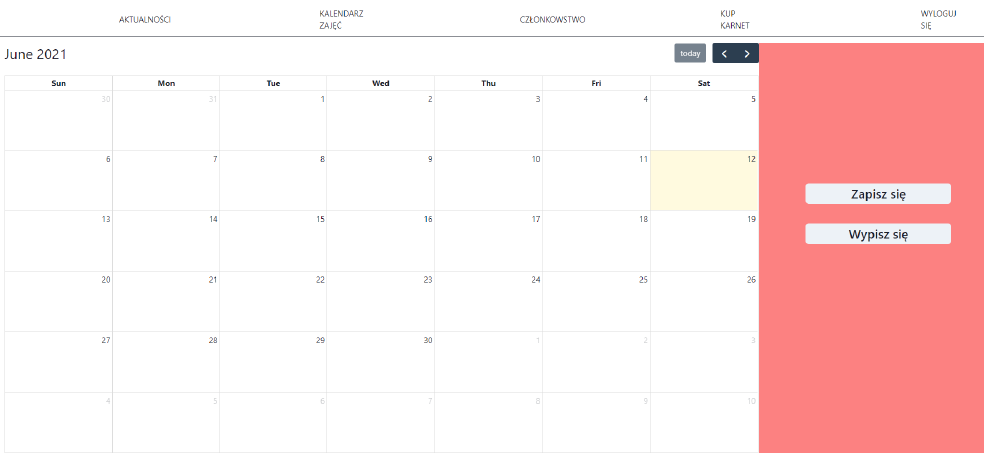 AKTUALNOŚCI
KALENDARZ
ZAJĘĆ
CZŁONKOWSTWO
KUP
KARNET
WYLOGUJ
SIĘ
June 2021
today
Sun Mon Tue Wed Thu Fri Sat
30 31 1 2 3 4 5
6 7 8 9 10 11 12
13 14 15 16 17 18 19
20 21 22 23 24 25 26
27 28 29 30 1 2 3
4 5 6 7 8 9 10
Zapisz się
Wypisz się